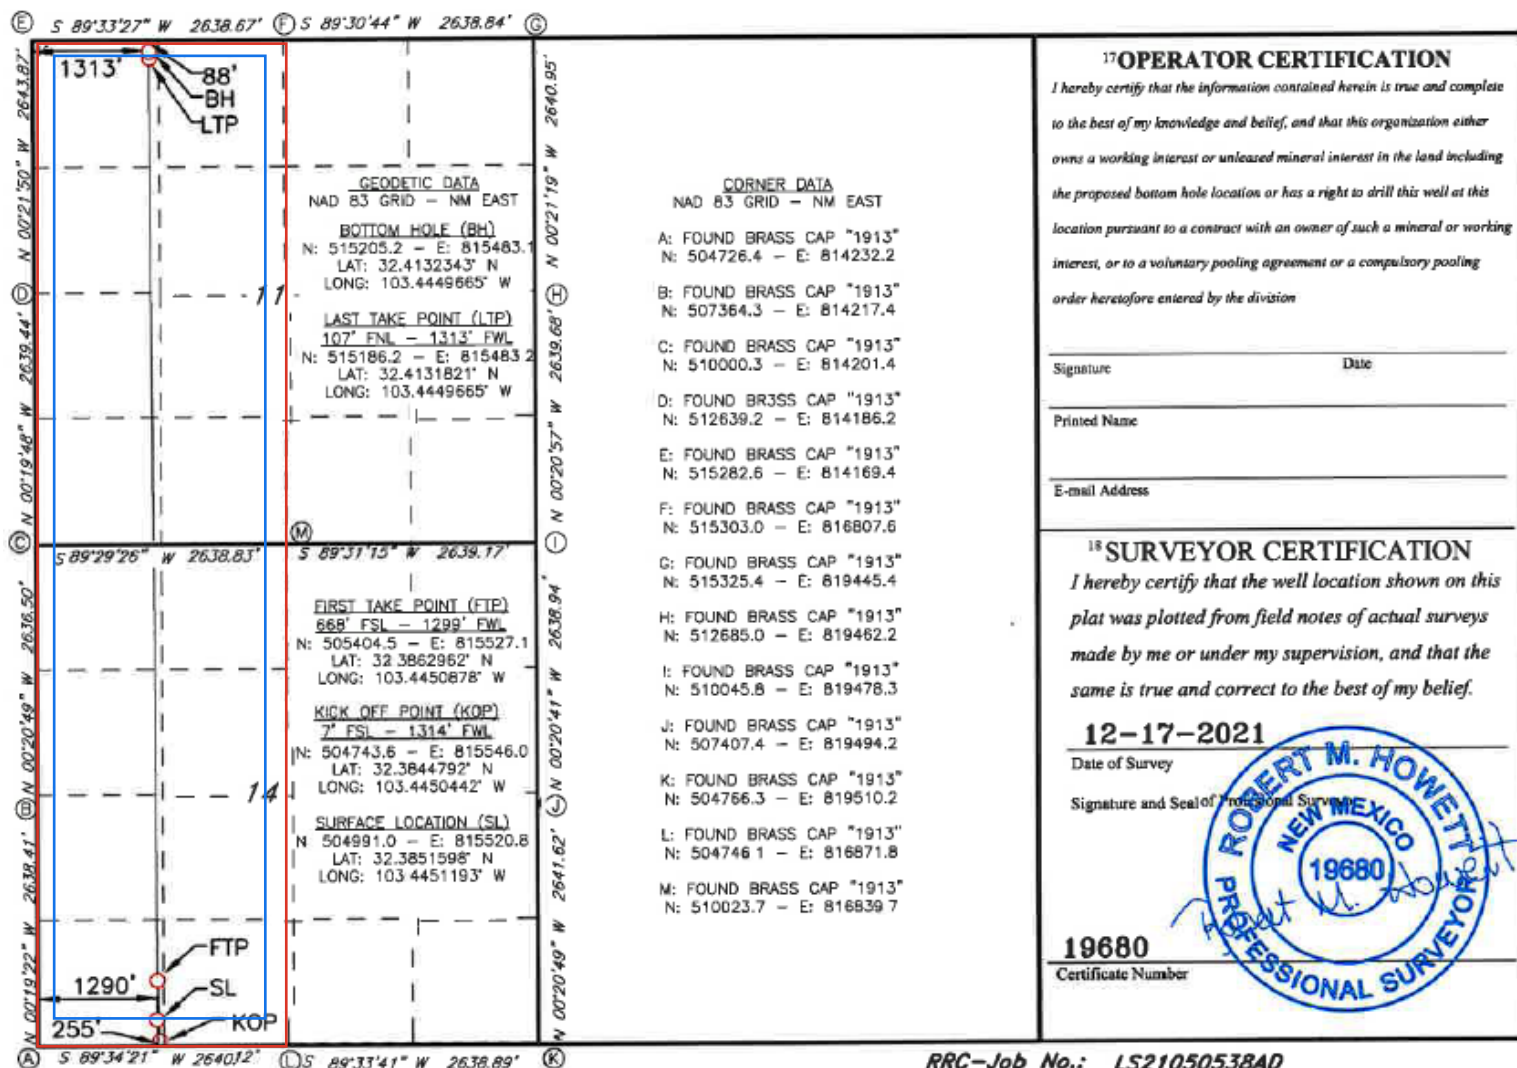 E S 89°33'27" W 2638.67' F S 89°30'44" W 2638.84' G
1313'
88'
BH
LTP
N 00°21'50" W 2643.87'
N 00°21'19" W 2640.95'
D
11
H
GEODETIC DATA
NAD 83 GRID – NM EAST
BOTTOM HOLE (BH)
N: 515205.2 – E: 815483.1
LAT: 32.4132343° N
LONG: 103.4449665° W
LAST TAKE POINT (LTP)
107' FNL – 1313' FWL
N: 515186.2 – E: 815483.2
LAT: 32.4131821° N
LONG: 103.4449665° W
N 00°19'48" W 2639.44'
N 00°20'57" W 2639.68'
C
M
I
S 89°29'26" W 2638.83' S 89°31'15" W 2639.17'
FIRST TAKE POINT (FTP)
668' FSL – 1299' FWL
N: 505404.5 – E: 815527.1
LAT: 32.3862962° N
LONG: 103.4450878° W
KICK OFF POINT (KOP)
7' FSL – 1314' FWL
N: 504743.6 – E: 815546.0
LAT: 32.3844792° N
LONG: 103.4450442° W
SURFACE LOCATION (SL)
N 504991.0 – E: 815520.8
LAT: 32.3851598° N
LONG: 103.4451193° W
N 00°20'49" W 2636.50'
N 00°20'41" W 2638.94'
B
14
J
N 00°19'22" W 2638.41'
N 00°20'49" W 2641.62'
FTP
1290'
SL
255'
KOP
A S 89°34'21" W 2640.12' L S 89°33'41" W 2638.89' K
CORNER DATA
NAD 83 GRID – NM EAST
A: FOUND BRASS CAP "1913"
N: 504726.4 – E: 814232.2
B: FOUND BRASS CAP "1913"
N: 507364.3 – E: 814217.4
C: FOUND BRASS CAP "1913"
N: 510000.3 – E: 814201.4
D: FOUND BR3SS CAP "1913"
N: 512639.2 – E: 814186.2
E: FOUND BRASS CAP "1913"
N: 515282.6 – E: 814169.4
F: FOUND BRASS CAP "1913"
N: 515303.0 – E: 816807.6
G: FOUND BRASS CAP "1913"
N: 515325.4 – E: 819445.4
H: FOUND BRASS CAP "1913"
N: 512685.0 – E: 819462.2
I: FOUND BRASS CAP "1913"
N: 510045.8 – E: 819478.3
J: FOUND BRASS CAP "1913"
N: 507407.4 – E: 819494.2
K: FOUND BRASS CAP "1913"
N: 504766.3 – E: 819510.2
L: FOUND BRASS CAP "1913"
N: 504746 1 – E: 816871.8
M: FOUND BRASS CAP "1913"
N: 510023.7 – E: 816839 7
17 OPERATOR CERTIFICATION
I hereby certify that the information contained herein is true and complete
to the best of my knowledge and belief, and that this organization either
owns a working interest or unleased mineral interest in the land including
the proposed bottom hole location or has a right to drill this well at this
location pursuant to a contract with an owner of such a mineral or working
interest, or to a voluntary pooling agreement or a compulsory pooling
order heretofore entered by the division
Signature Date
Printed Name
E-mail Address
18 SURVEYOR CERTIFICATION
I hereby certify that the well location shown on this
plat was plotted from field notes of actual surveys
made by me or under my supervision, and that the
same is true and correct to the best of my belief.
12-17-2021
Date of Survey
Signature and Seal of Professional Surveyor
ROBERT M. HOWETT
NEW MEXICO
19680
PROFESSIONAL SURVEYOR
Robert M. Howett
19680
Certificate Number
RRC-Job No.: LS21050538AD